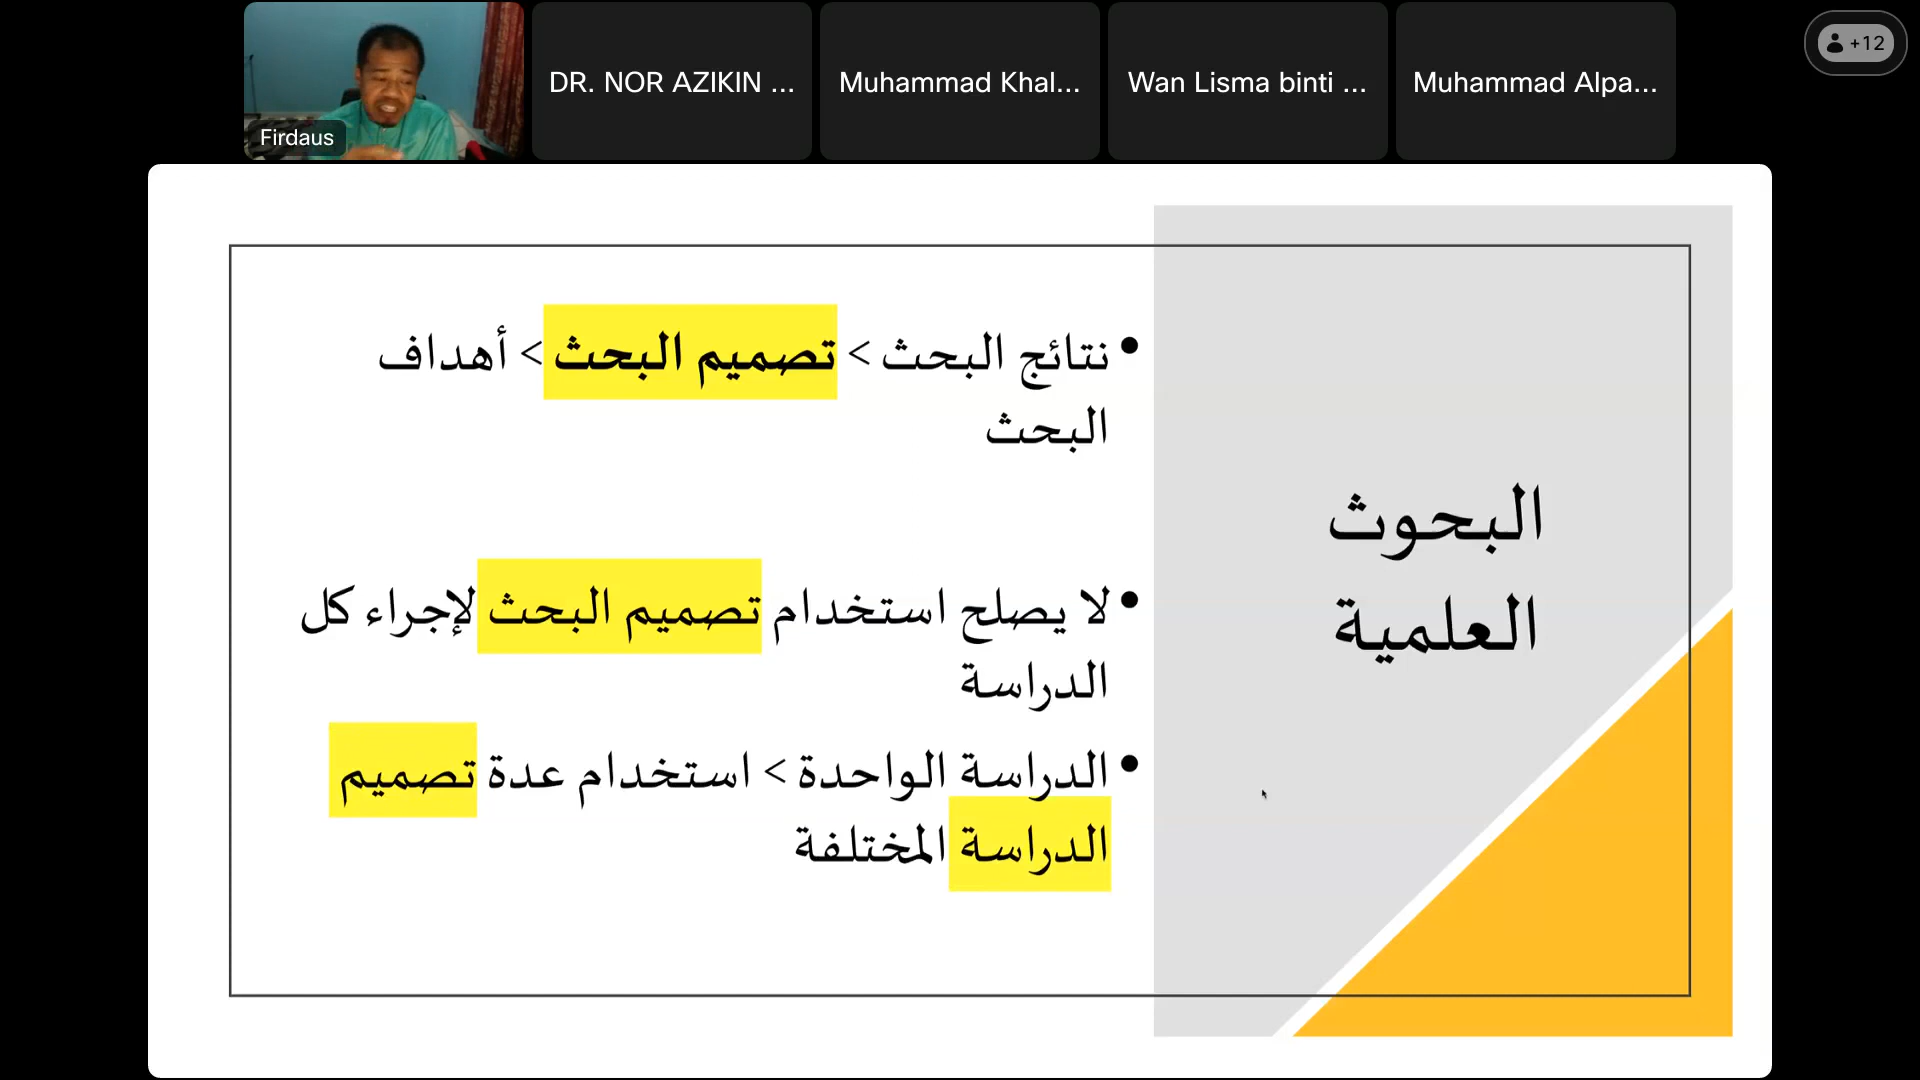 Firdaus
DR. NOR AZIKIN ...
Muhammad Khal...
Wan Lisma binti ...
Muhammad Alpa...
+12
البحوث
العلمية
• نتائج البحث > تصميم البحث > أهداف
البحث
• لا يصلح استخدام تصميم البحث لإجراء كل
الدراسة
• الدراسة الواحدة > استخدام عدة تصميم
الدراسة المختلفة